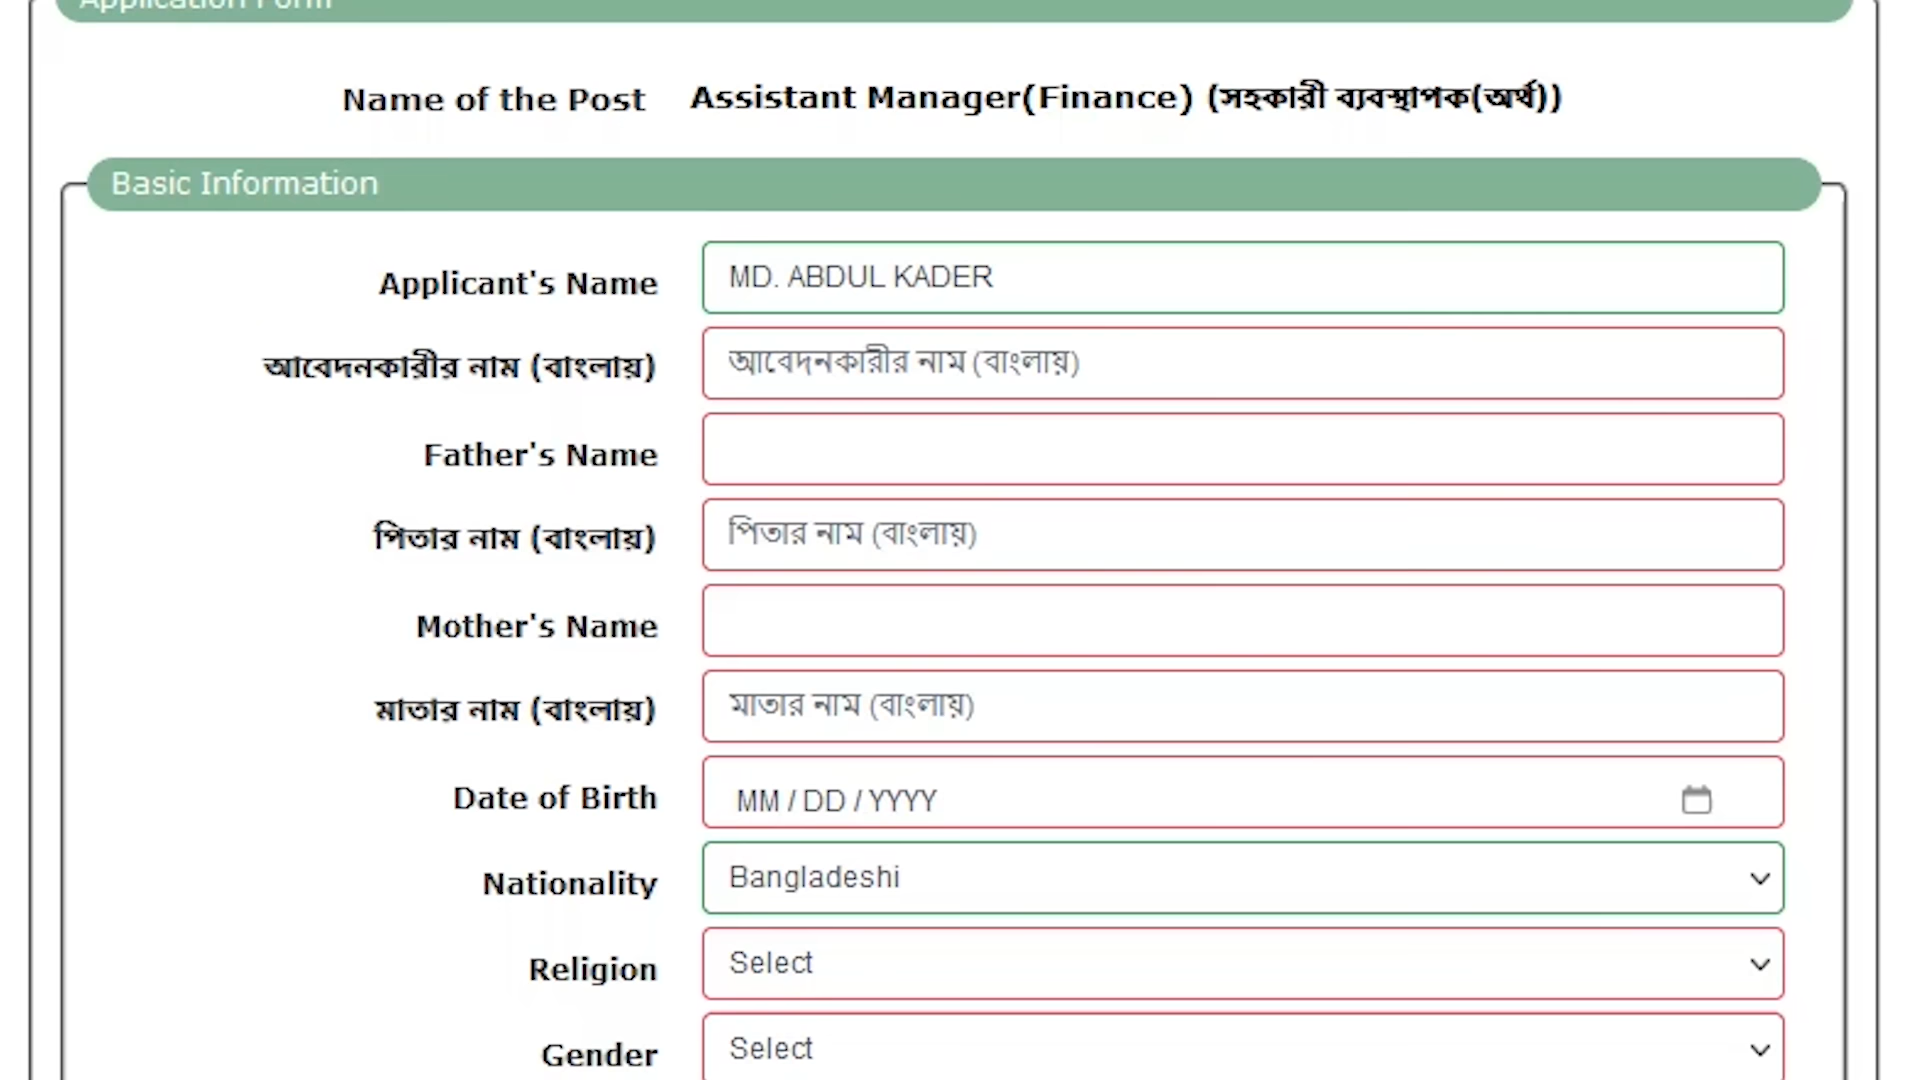 Application Form
Name of the Post Assistant Manager(Finance) (সহকারী ব্যবস্থাপক(অর্থ))
Basic Information
Applicant's Name MD. ABDUL KADER
আবেদনকারীর নাম (বাংলায়) আবেদনকারীর নাম (বাংলায়)
Father's Name
পিতার নাম (বাংলায়) পিতার নাম (বাংলায়)
Mother's Name
মাতার নাম (বাংলায়) মাতার নাম (বাংলায়)
Date of Birth MM / DD / YYYY
Nationality Bangladeshi
Religion Select
Gender Select